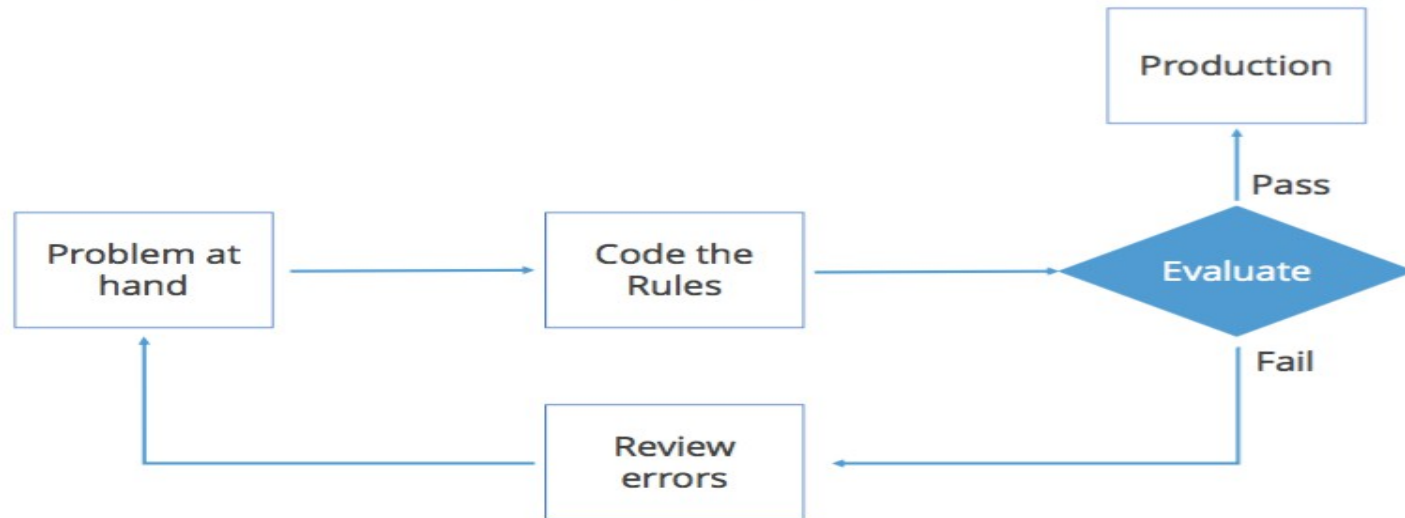 Production
Pass
Problem at
hand
Code the
Rules
Evaluate
Fail
Review
errors